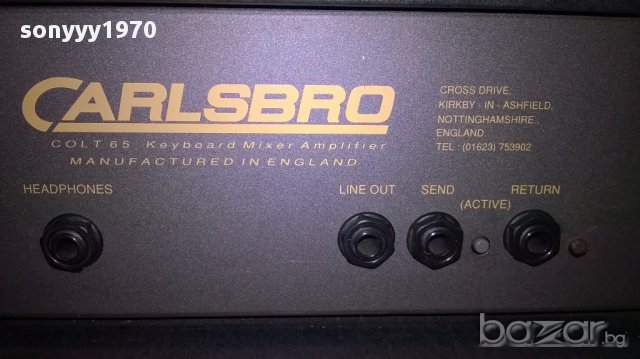 sonyyy1970
CARLSBRO
COLT 65 Keyboard Mixer Amplifier
MANUFACTURED IN ENGLAND
CROSS DRIVE,
KIRKBY - IN - ASHFIELD,
NOTTINGHAMSHIRE,
ENGLAND.
TEL : (01623) 753902
HEADPHONES
LINE OUT
SEND
RETURN
(ACTIVE)
bazar.bg